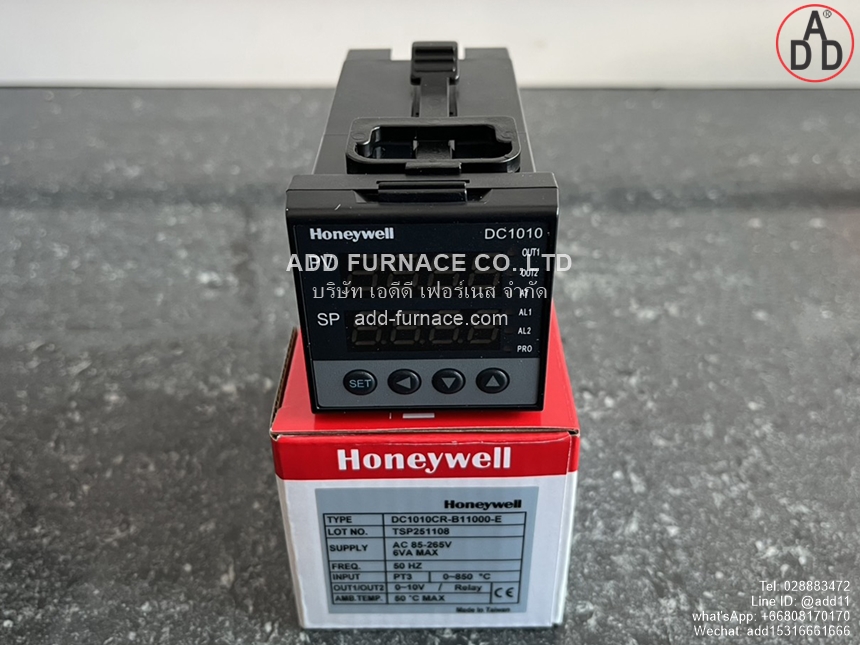 ADD®
Honeywell DC1010
PV OUT1
ADD FURNACE CO.,LTD OUT2
บริษัท เอดีดี เฟอร์เนส จำกัด AT
SP add-furnace.com AL1
AL2
PRO
SET
Honeywell
Honeywell
TYPE DC1010CR-B11000-E
LOT NO. TSP251108
SUPPLY AC 85-265V
6VA MAX
FREQ. 50 HZ
INPUT PT3 0~850 °C
OUT1/OUT2 0~10V / Relay CE
AMB.TEMP. 50 °C MAX
Made in Taiwan
Tel: 028883472
Line ID: @add11
what'sApp: +66808170170
Wechat: add15316661666